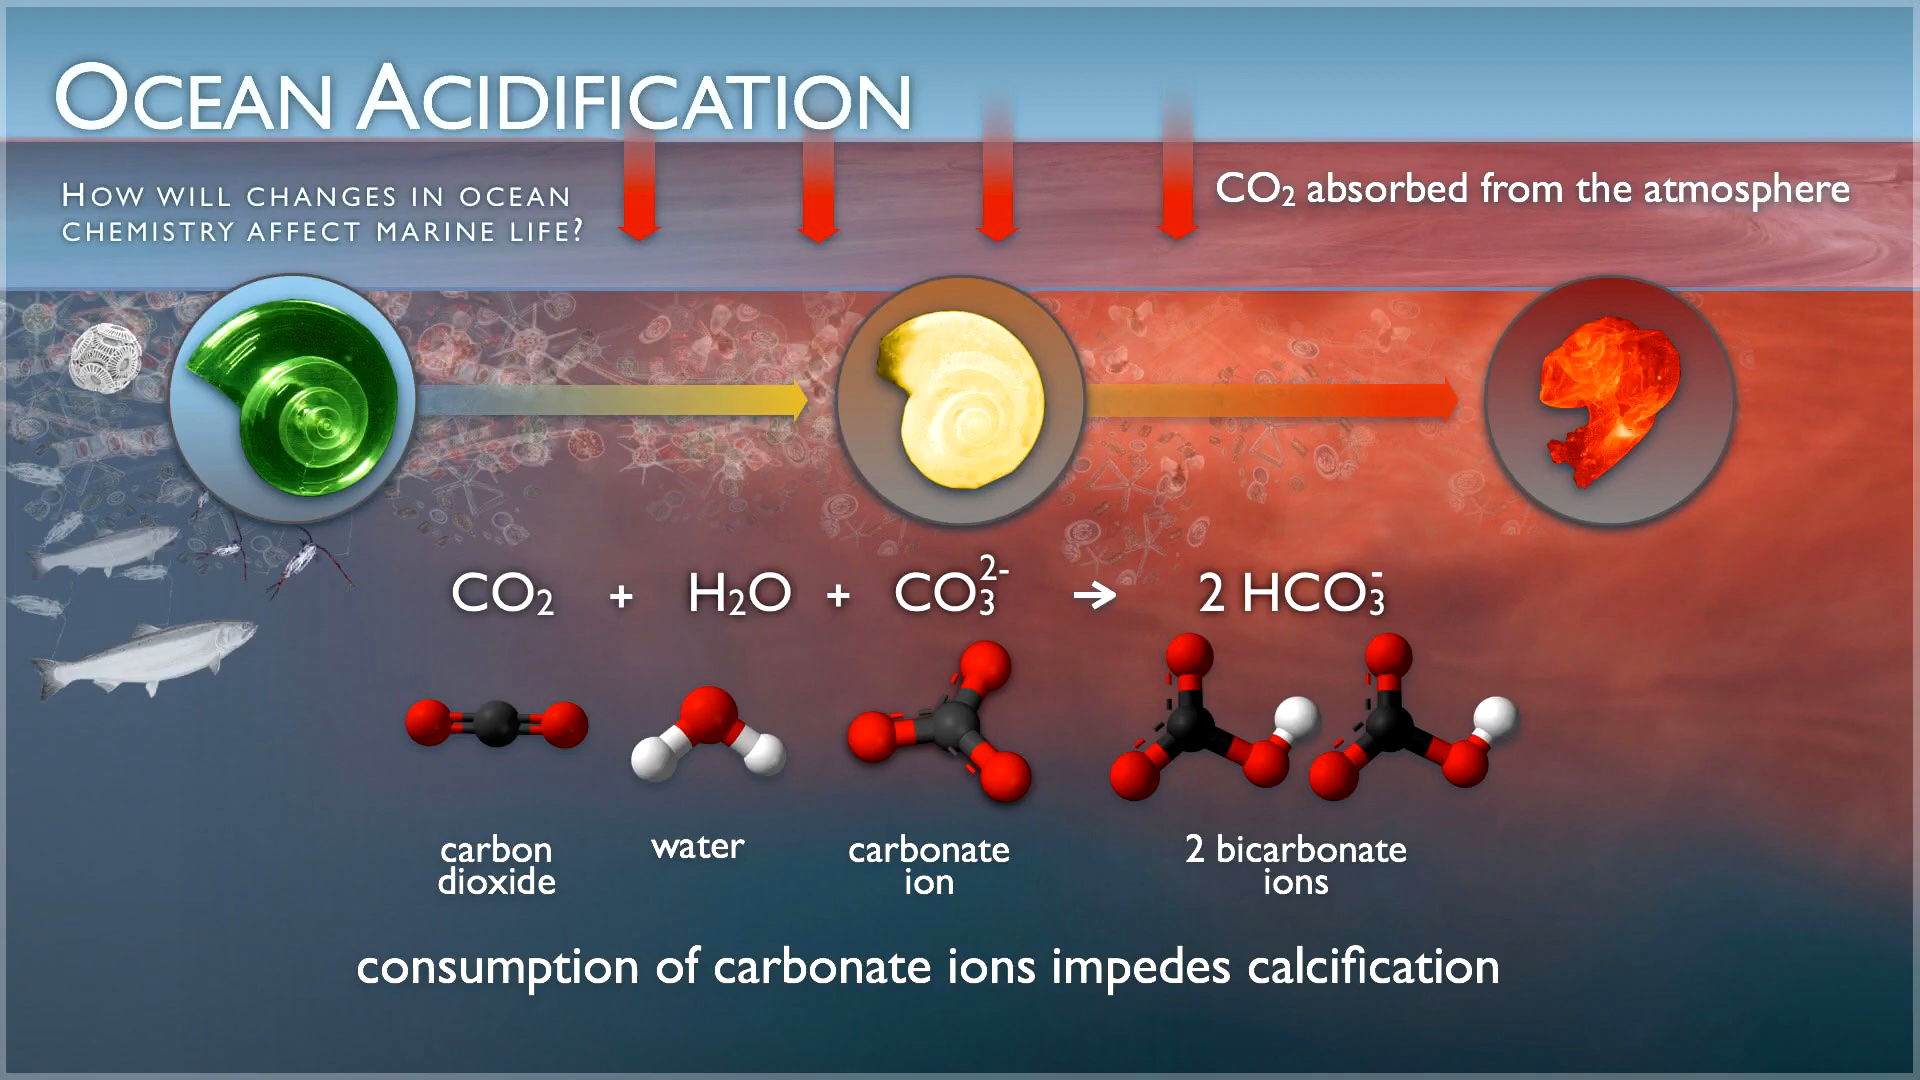 OCEAN ACIDIFICATION
HOW WILL CHANGES IN OCEAN
CHEMISTRY AFFECT MARINE LIFE?
CO₂ absorbed from the atmosphere
CO₂ + H₂O + CO₃²⁻ → 2 HCO₃⁻
carbon dioxide
water
carbonate ion
2 bicarbonate ions
consumption of carbonate ions impedes calcification